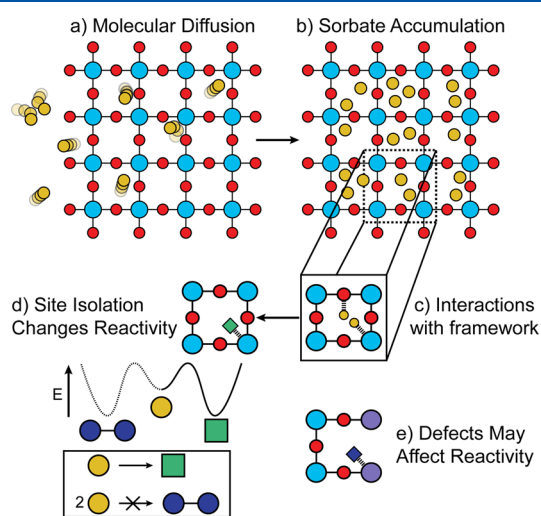 a) Molecular Diffusion
b) Sorbate Accumulation
c) Interactions
with framework
d) Site Isolation
Changes Reactivity
E
2
e) Defects May
Affect Reactivity